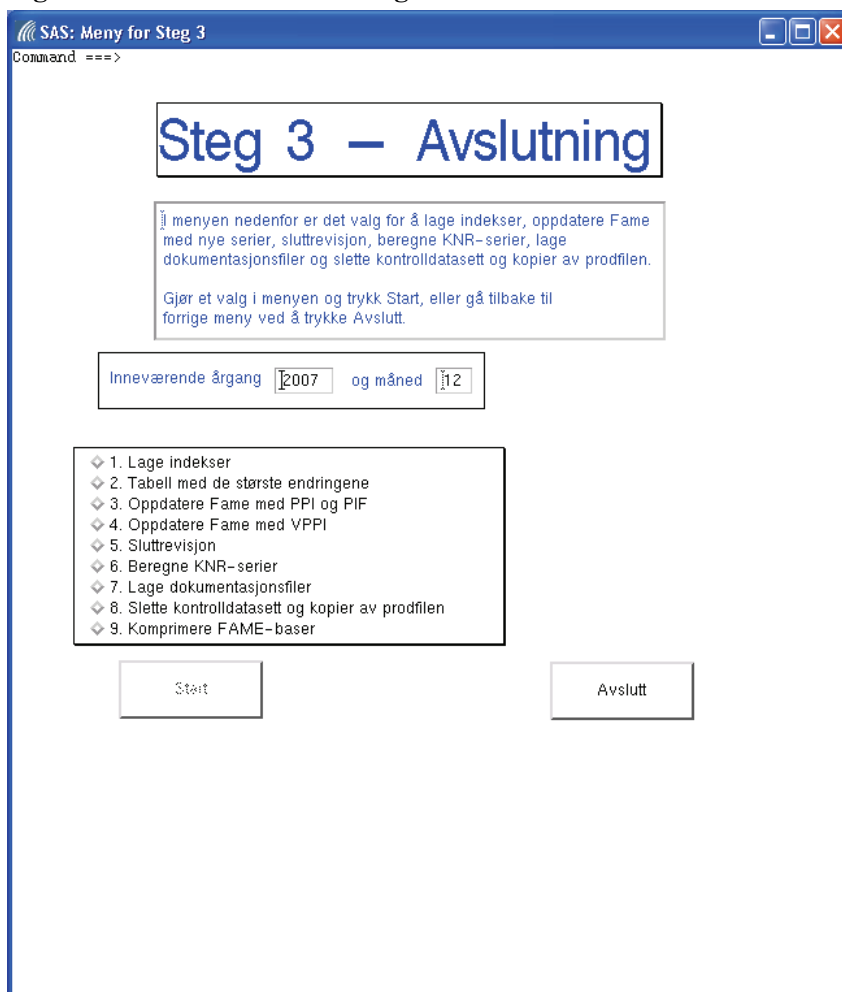 SAS: Meny for Steg 3
Command ===>
Steg 3 – Avslutning
I menyen nedenfor er det valg for å lage indekser, oppdatere Fame
med nye serier, sluttrevisjon, beregne KNR-serier, lage
dokumentasjonsfiler og slette kontrolldatasett og kopier av prodfilen.
Gjør et valg i menyen og trykk Start, eller gå tilbake til
forrige meny ved å trykke Avslutt.
Inneværende årgang 2007 og måned 12
1. Lage indekser
2. Tabell med de største endringene
3. Oppdatere Fame med PPI og PIF
4. Oppdatere Fame med VPPI
5. Sluttrevisjon
6. Beregne KNR-serier
7. Lage dokumentasjonsfiler
8. Slette kontrolldatasett og kopier av prodfilen
9. Komprimere FAME-baser
Start Avslutt